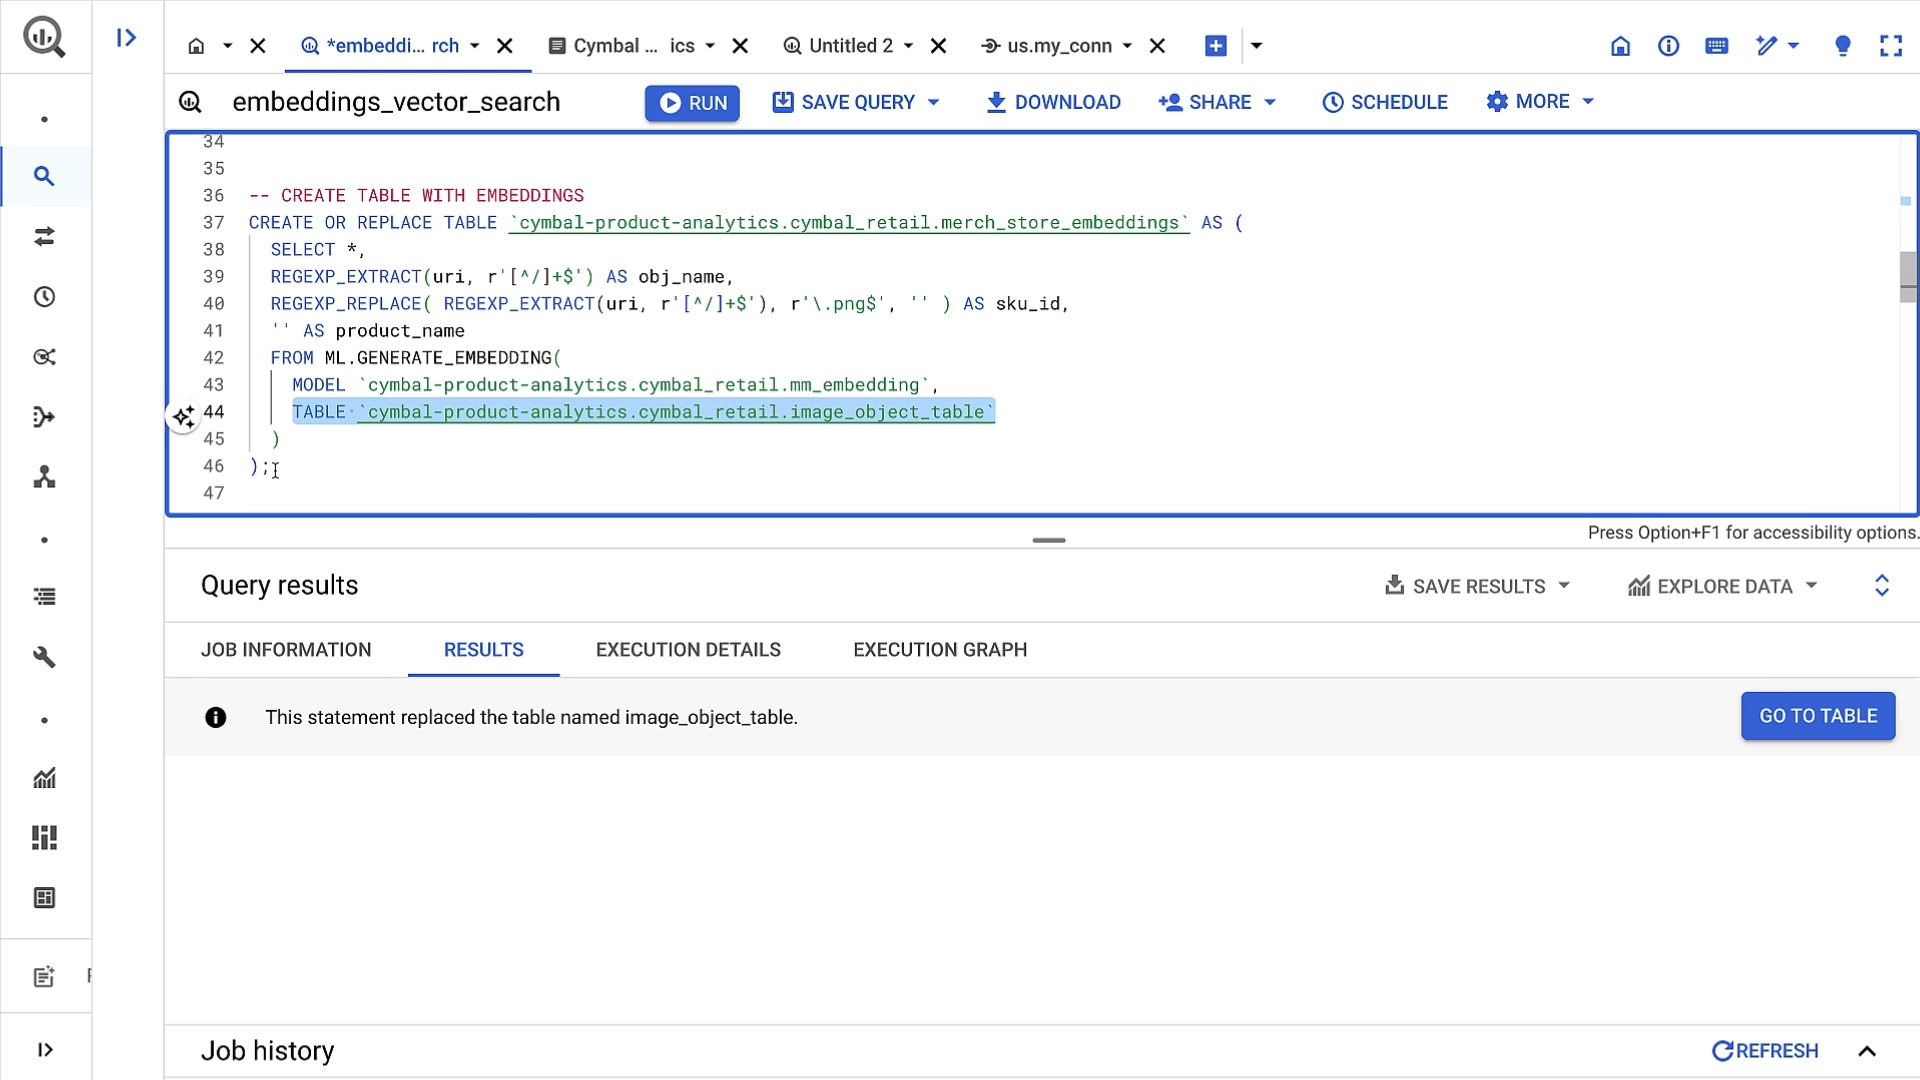 *embeddi... rch
Cymbal ... ics
Untitled 2
us.my_conn
embeddings_vector_search
RUN
SAVE QUERY
DOWNLOAD
SHARE
SCHEDULE
MORE
34
35
36 -- CREATE TABLE WITH EMBEDDINGS
37 CREATE OR REPLACE TABLE `cymbal-product-analytics.cymbal_retail.merch_store_embeddings` AS (
38 SELECT *,
39 REGEXP_EXTRACT(uri, r'[^/]+$') AS obj_name,
40 REGEXP_REPLACE( REGEXP_EXTRACT(uri, r'[^/]+$'), r'\.png$', '' ) AS sku_id,
41 '' AS product_name
42 FROM ML.GENERATE_EMBEDDING(
43 MODEL `cymbal-product-analytics.cymbal_retail.mm_embedding`,
44 TABLE `cymbal-product-analytics.cymbal_retail.image_object_table`
45 )
46 );
47
Press Option+F1 for accessibility options.
Query results
SAVE RESULTS
EXPLORE DATA
JOB INFORMATION
RESULTS
EXECUTION DETAILS
EXECUTION GRAPH
This statement replaced the table named image_object_table.
GO TO TABLE
Job history
REFRESH